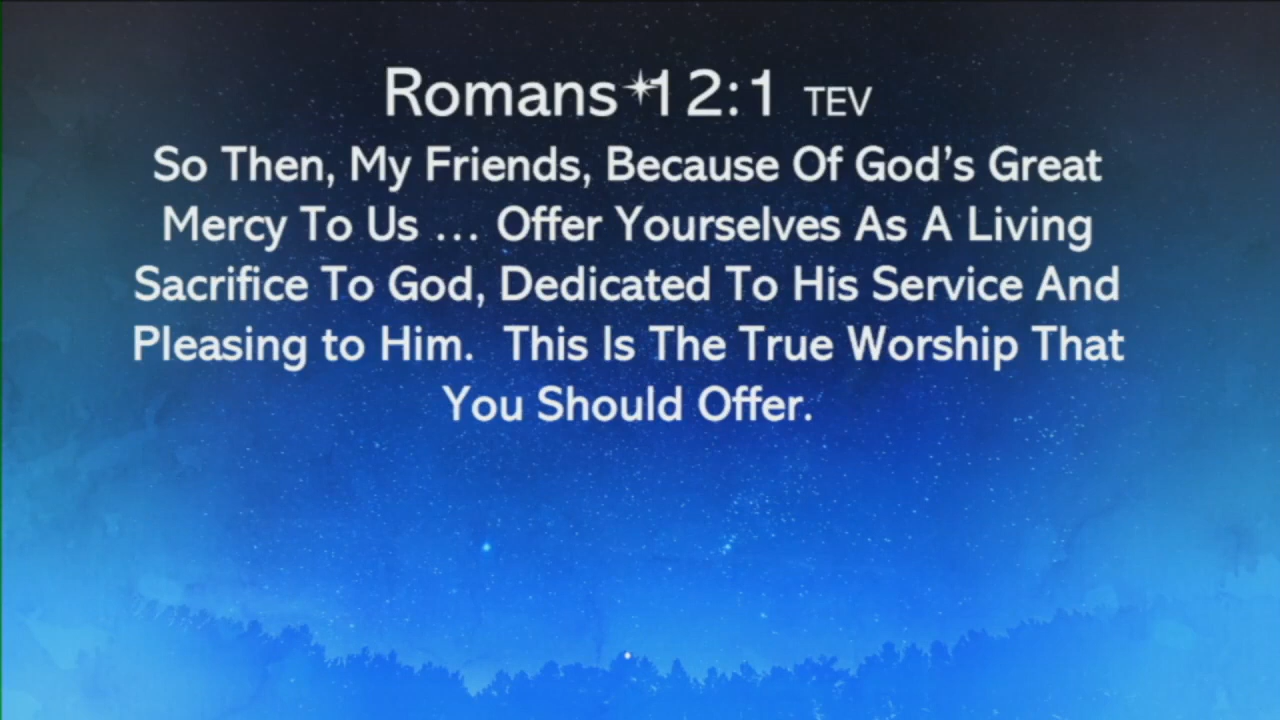 Romans 12:1 TEV
So Then, My Friends, Because Of God's Great
Mercy To Us ... Offer Yourselves As A Living
Sacrifice To God, Dedicated To His Service And
Pleasing to Him.  This Is The True Worship That
You Should Offer.